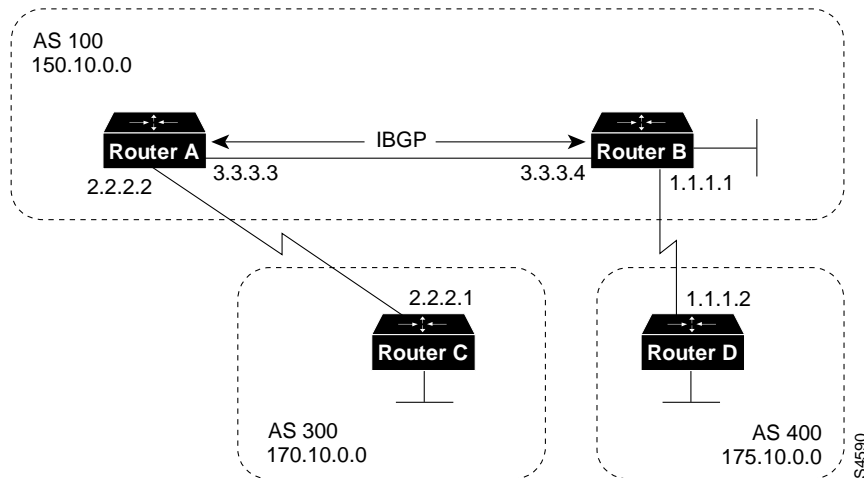 AS 100
150.10.0.0
IBGP
Router A
Router B
3.3.3.3
3.3.3.4
2.2.2.2
1.1.1.1
2.2.2.1
1.1.1.2
Router C
Router D
AS 300
170.10.0.0
AS 400
175.10.0.0
S4590